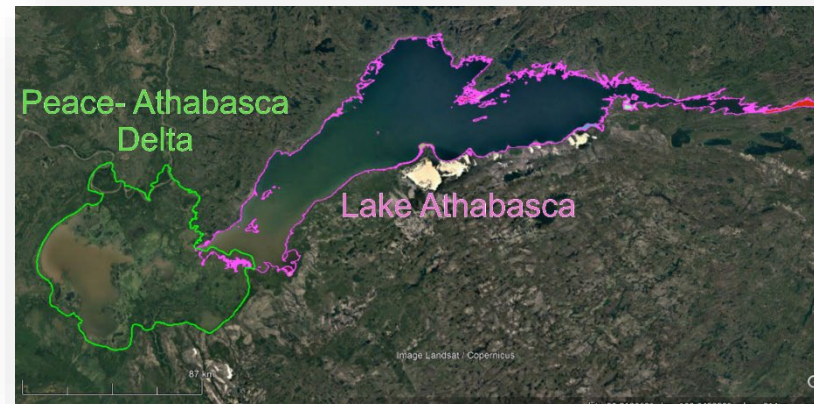 Peace- Athabasca
Delta
Lake Athabasca
Image Landsat / Copernicus
87 km